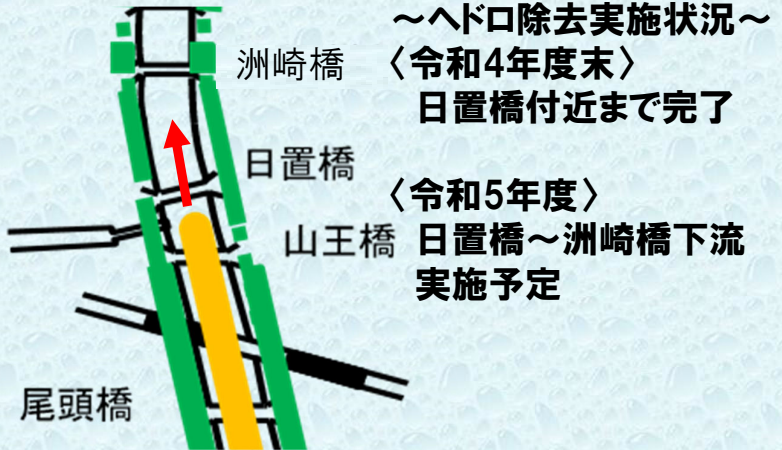 ～ヘドロ除去実施状況～
〈令和4年度末〉
日置橋付近まで完了
〈令和5年度〉
日置橋～洲崎橋下流
実施予定
洲崎橋
日置橋
山王橋
尾頭橋